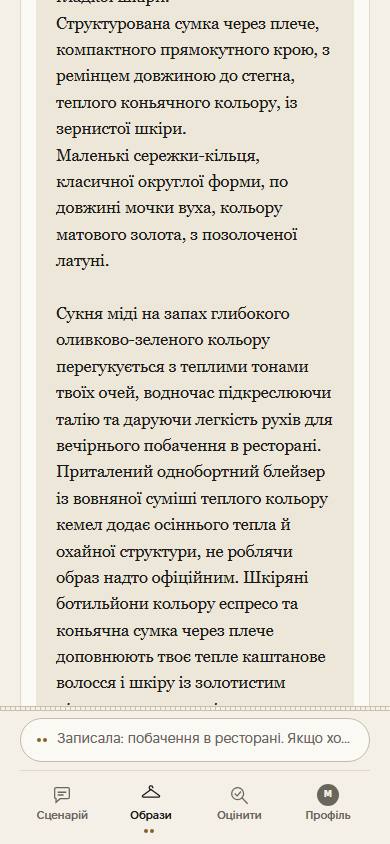 гладкої шкіри.
Структурована сумка через плече,
компактного прямокутного крою, з
ремінцем довжиною до стегна,
теплого коньячного кольору, із
зернистої шкіри.
Маленькі сережки-кільця,
класичної округлої форми, по
довжині мочки вуха, кольору
матового золота, з позолоченої
латуні.
Сукня міді на запах глибокого
оливково-зеленого кольору
перегукується з теплими тонами
твоїх очей, водночас підкреслюючи
талію та даруючи легкість рухів для
вечірнього побачення в ресторані.
Приталений однобортний блейзер
із вовняної суміші теплого кольору
кемел додає осіннього тепла й
охайної структури, не роблячи
образ надто офіційним. Шкіряні
ботильйони кольору еспресо та
коньячна сумка через плече
доповнюють твоє тепле каштанове
волосся і шкіру із золотистим
Записала: побачення в ресторані. Якщо хо...
Сценарій
Образи
Оцінити
М
Профіль